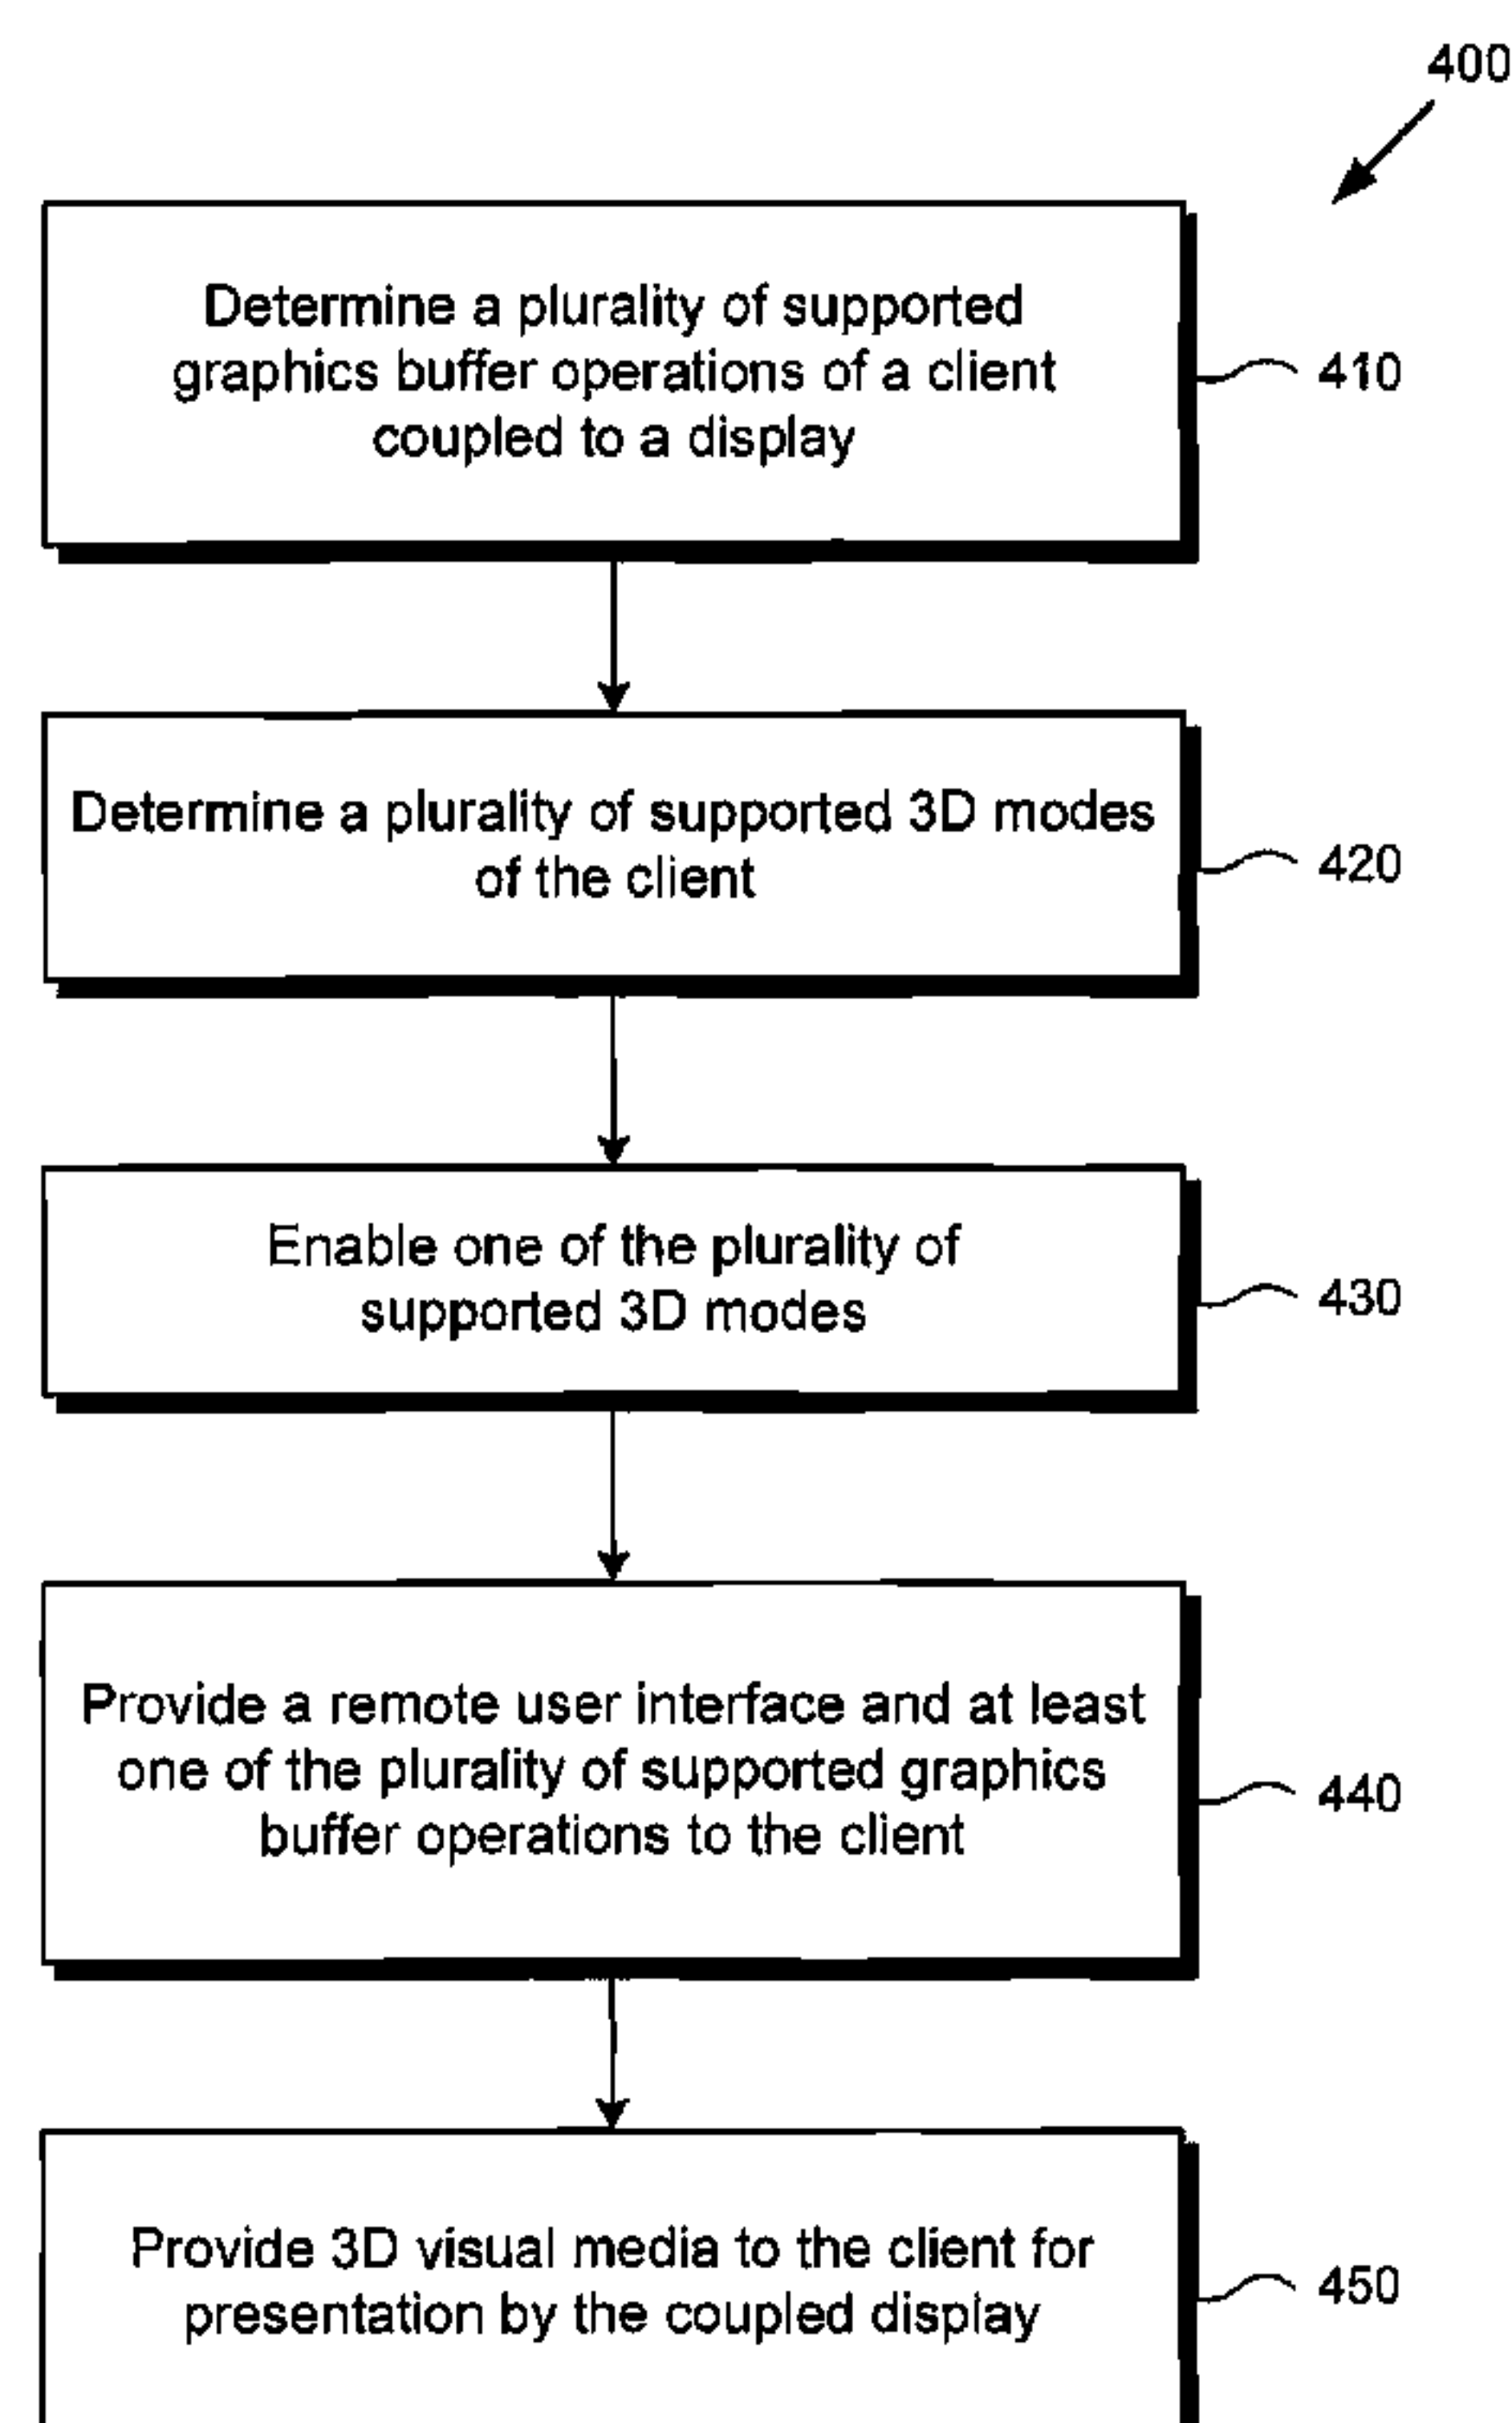 400
Determine a plurality of supported
graphics buffer operations of a client
coupled to a display
410
Determine a plurality of supported 3D modes
of the client
420
Enable one of the plurality of
supported 3D modes
430
Provide a remote user interface and at least
one of the plurality of supported graphics
buffer operations to the client
440
Provide 3D visual media to the client for
presentation by the coupled display
450